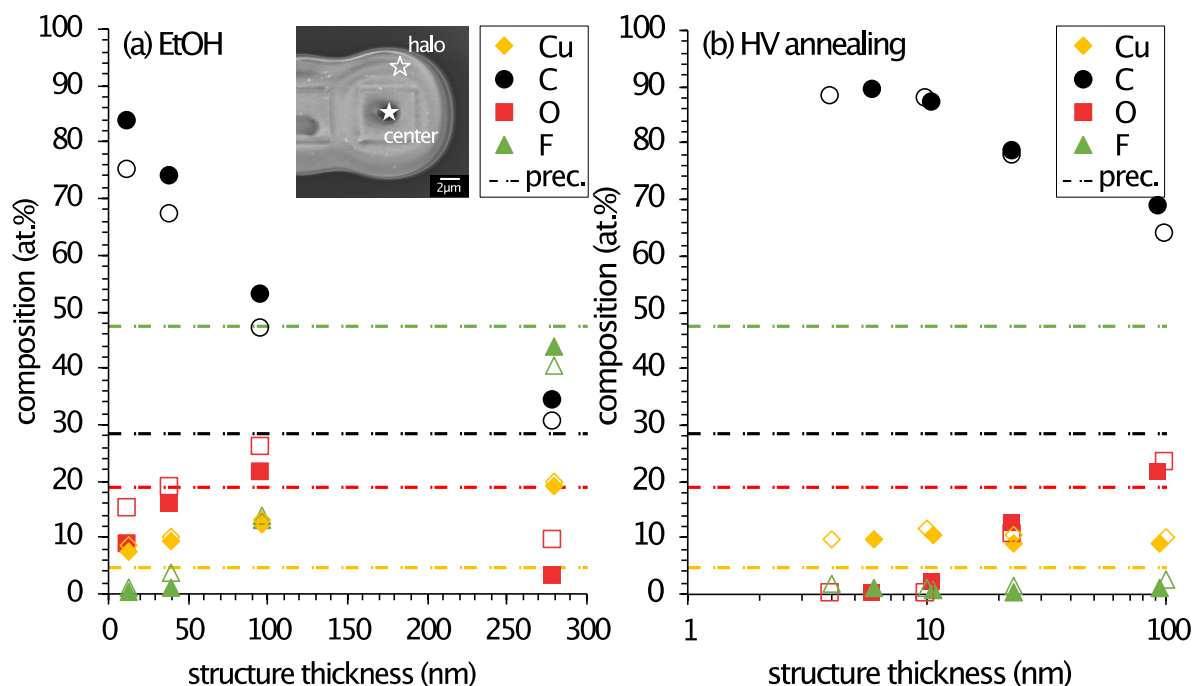 (a) EtOH
halo
center
2µm
Cu
C
O
F
prec.
composition (at.%)
100
90
80
70
60
50
40
30
20
10
0
0 50 100 150 200 250 300
structure thickness (nm)
(b) HV annealing
Cu
C
O
F
prec.
composition (at.%)
100
90
80
70
60
50
40
30
20
10
0
1 10 100
structure thickness (nm)